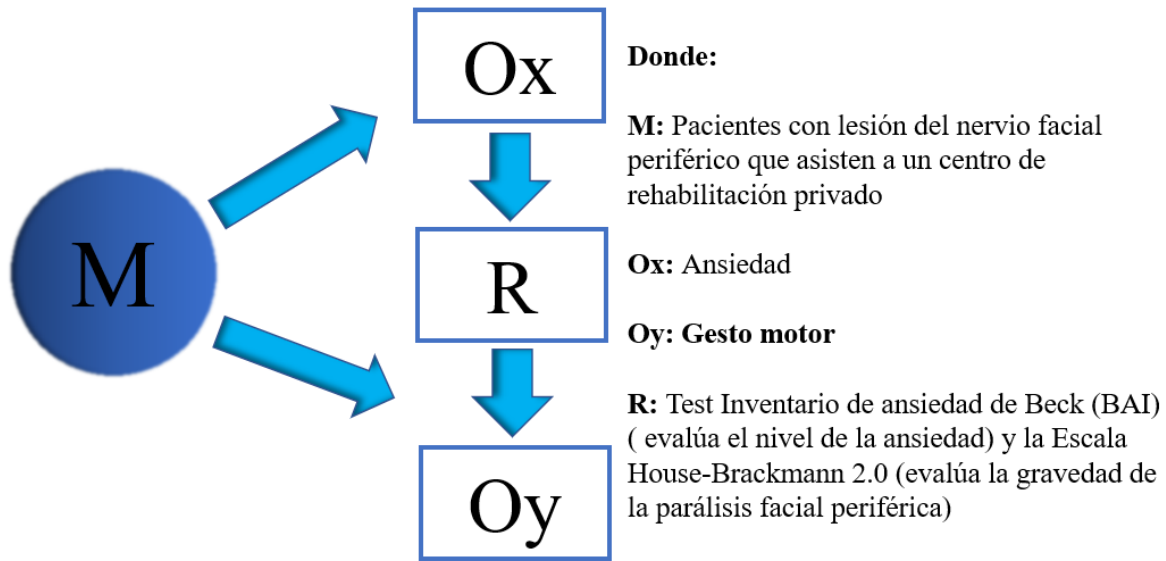 Ox
M
R
Oy
Donde:
M: Pacientes con lesión del nervio facial
periférico que asisten a un centro de
rehabilitación privado
Ox: Ansiedad
Oy: Gesto motor
R: Test Inventario de ansiedad de Beck (BAI)
( evalúa el nivel de la ansiedad) y la Escala
House-Brackmann 2.0 (evalúa la gravedad de
la parálisis facial periférica)